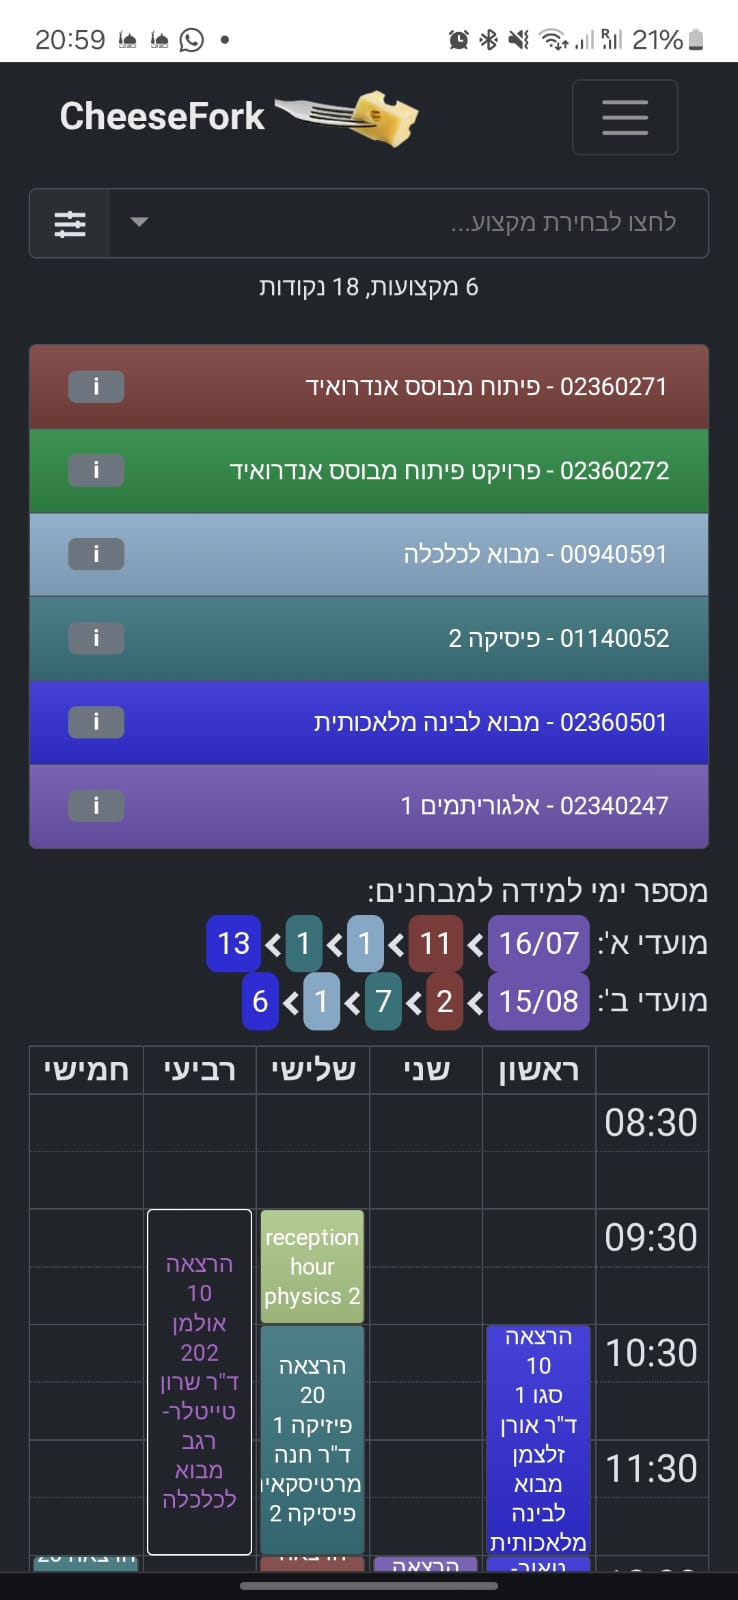 20:59
21%
CheeseFork
לחצו לבחירת מקצוע...
6 מקצועות, 18 נקודות
02360271 - פיתוח מבוסס אנדרואיד
i
02360272 - פרויקט פיתוח מבוסס אנדרואיד
i
00940591 - מבוא לכלכלה
i
01140052 - פיסיקה 2
i
02360501 - מבוא לבינה מלאכותית
i
02340247 - אלגוריתמים 1
i
מספר ימי למידה למבחנים:
מועדי א': 16/07 > 11 > 1 > 1 > 13
מועדי ב': 15/08 > 2 > 7 > 1 > 6
ראשון שני שלישי רביעי חמישי
08:30
09:30
10:30
11:30
הרצאה
10
סגו 1
ד"ר אורן
זלצמן
מבוא
לבינה
מלאכותית
reception
hour
physics 2
הרצאה
20
פיזיקה 1
ד"ר חנה
פיסיקה 2
הרצאה
10
אולמן
202
ד"ר שרון
טייטלר-
רגב
מבוא
לכלכלה
הרצאה